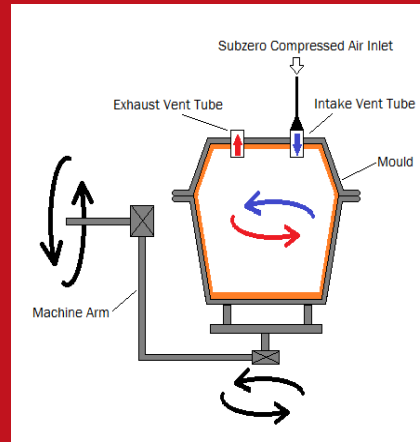 Subzero Compressed Air Inlet
Exhaust Vent Tube
Intake Vent Tube
Mould
Machine Arm